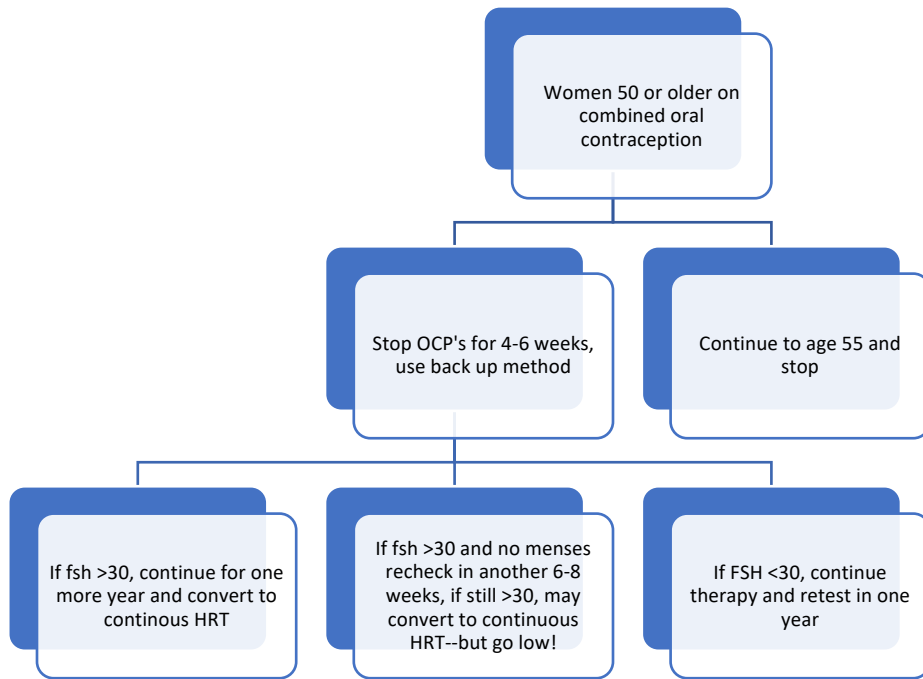 Women 50 or older on
combined oral
contraception
Stop OCP's for 4-6 weeks,
use back up method
Continue to age 55 and
stop
If fsh >30, continue for one
more year and convert to
continous HRT
If fsh >30 and no menses
recheck in another 6-8
weeks, if still >30, may
convert to continuous
HRT--but go low!
If FSH <30, continue
therapy and retest in one
year